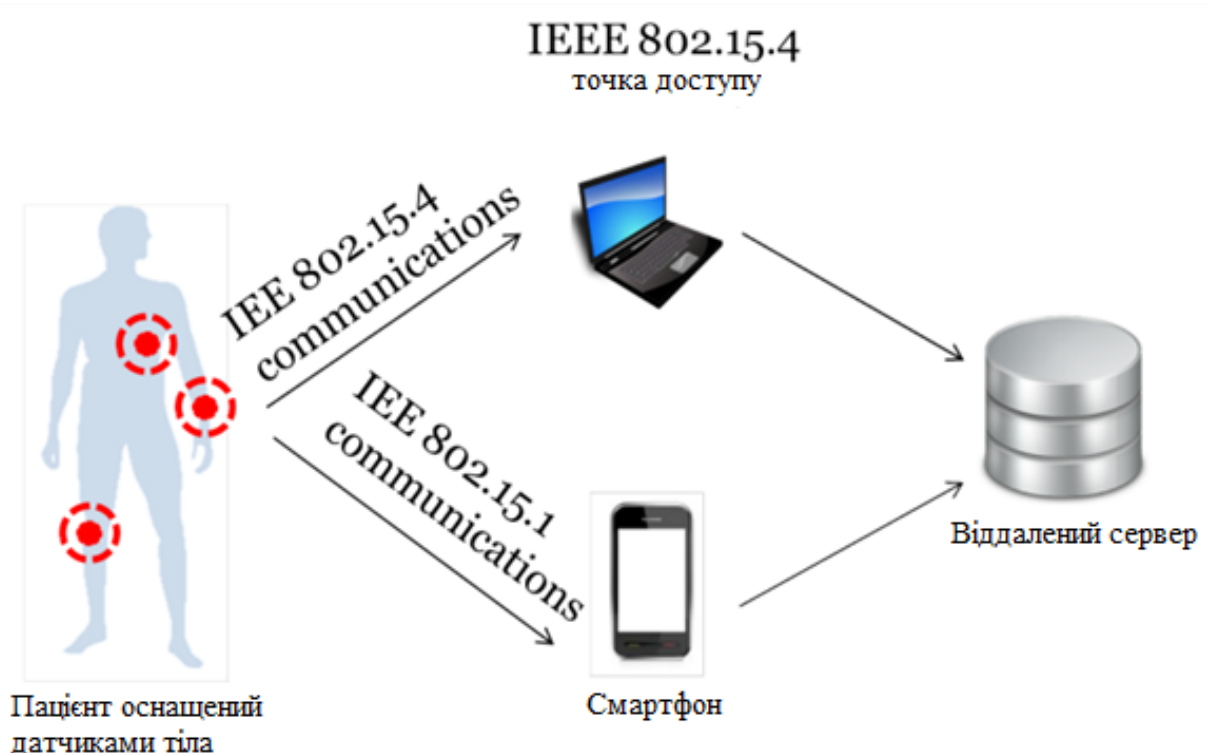 IEEE 802.15.4
точка доступу
IEE 802.15.4
communications
IEE 802.15.1
communications
Віддалений сервер
Смартфон
Пацієнт оснащений
датчиками тіла